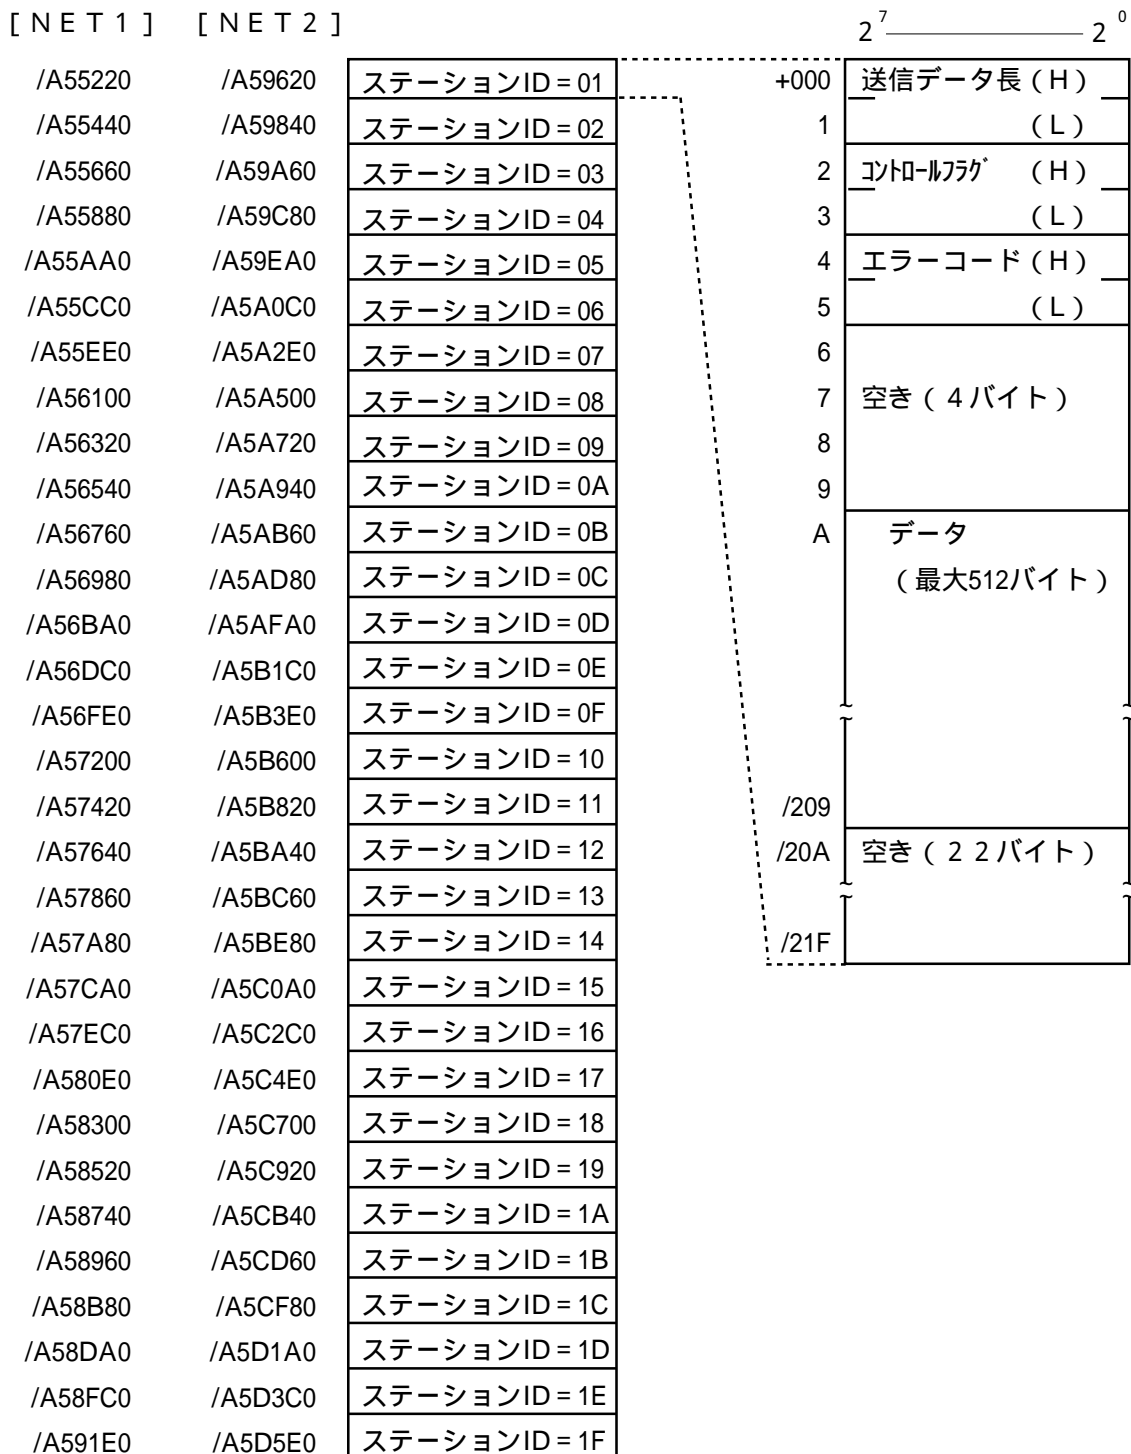 [ＮＥＴ１] [ＮＥＴ２] 2⁷ 2⁰
/A55220 /A59620 ステーションID = 01 +000 送信データ長（Ｈ）
/A55440 /A59840 ステーションID = 02 1 （Ｌ）
/A55660 /A59A60 ステーションID = 03 2 ｺﾝﾄﾛｰﾙﾌﾗｸﾞ （Ｈ）
/A55880 /A59C80 ステーションID = 04 3 （Ｌ）
/A55AA0 /A59EA0 ステーションID = 05 4 エラーコード（Ｈ）
/A55CC0 /A5A0C0 ステーションID = 06 5 （Ｌ）
/A55EE0 /A5A2E0 ステーションID = 07 6
/A56100 /A5A500 ステーションID = 08 7 空き（４バイト）
/A56320 /A5A720 ステーションID = 09 8
/A56540 /A5A940 ステーションID = 0A 9
/A56760 /A5AB60 ステーションID = 0B A データ
/A56980 /A5AD80 ステーションID = 0C （最大512バイト）
/A56BA0 /A5AFA0 ステーションID = 0D
/A56DC0 /A5B1C0 ステーションID = 0E
/A56FE0 /A5B3E0 ステーションID = 0F
/A57200 /A5B600 ステーションID = 10
/A57420 /A5B820 ステーションID = 11 /209
/A57640 /A5BA40 ステーションID = 12 /20A 空き（２２バイト）
/A57860 /A5BC60 ステーションID = 13
/A57A80 /A5BE80 ステーションID = 14 /21F
/A57CA0 /A5C0A0 ステーションID = 15
/A57EC0 /A5C2C0 ステーションID = 16
/A580E0 /A5C4E0 ステーションID = 17
/A58300 /A5C700 ステーションID = 18
/A58520 /A5C920 ステーションID = 19
/A58740 /A5CB40 ステーションID = 1A
/A58960 /A5CD60 ステーションID = 1B
/A58B80 /A5CF80 ステーションID = 1C
/A58DA0 /A5D1A0 ステーションID = 1D
/A58FC0 /A5D3C0 ステーションID = 1E
/A591E0 /A5D5E0 ステーションID = 1F